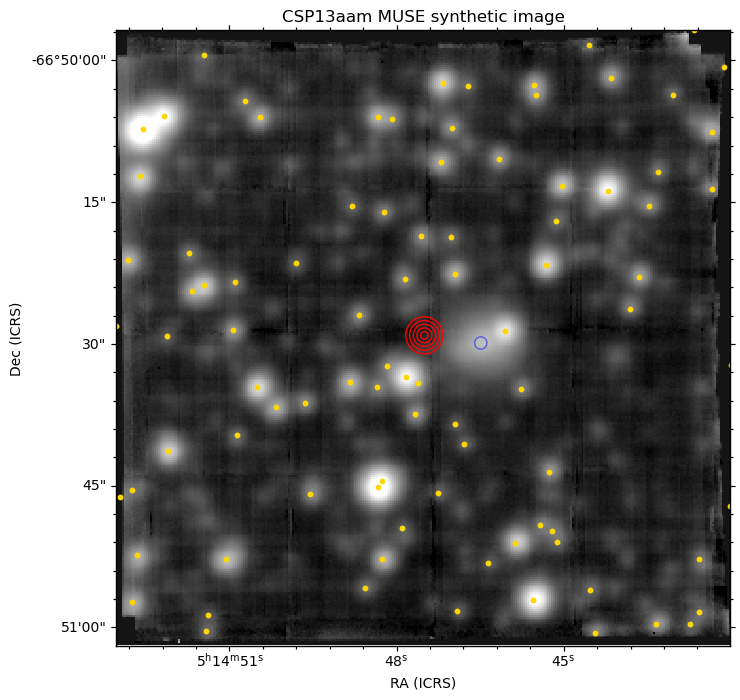 CSP13aam MUSE synthetic image
-66°50'00"
15"
30"
45"
51'00"
Dec (ICRS)
5ʰ14ᵐ51ˢ
48ˢ
45ˢ
RA (ICRS)